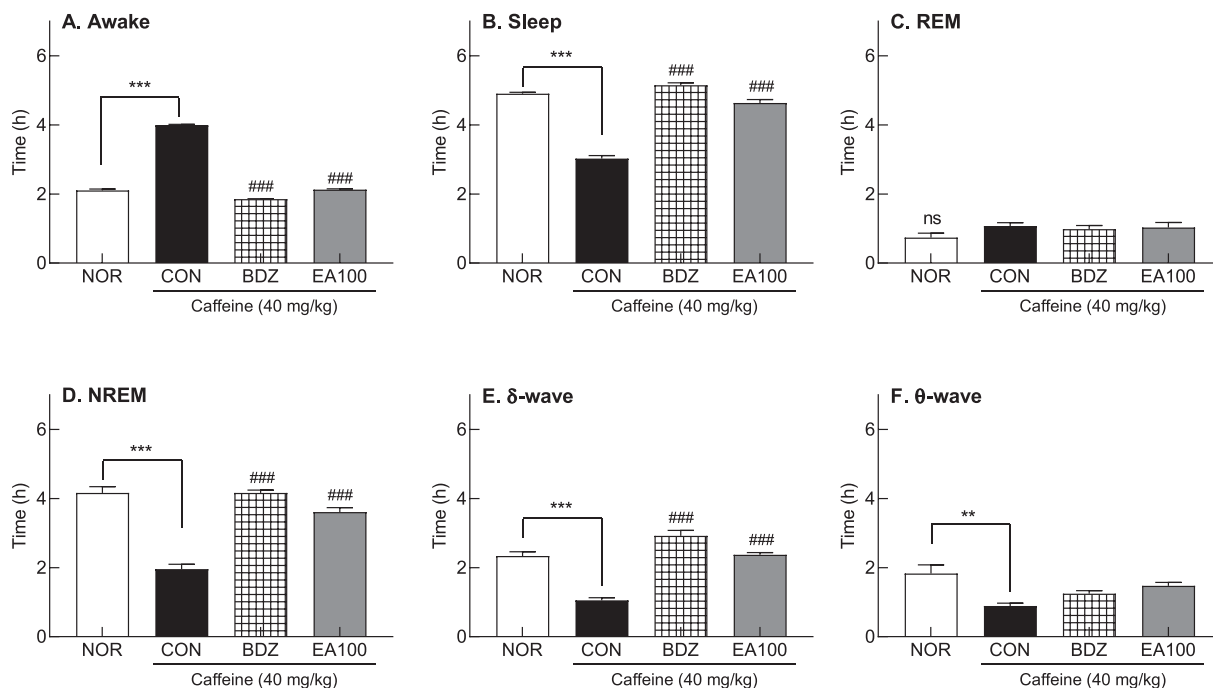 A. Awake
Time (h)
6
4
2
0
***
###
###
NOR CON BDZ EA100
Caffeine (40 mg/kg)
B. Sleep
Time (h)
6
4
2
0
***
###
###
NOR CON BDZ EA100
Caffeine (40 mg/kg)
C. REM
Time (h)
6
4
2
0
ns
NOR CON BDZ EA100
Caffeine (40 mg/kg)
D. NREM
Time (h)
6
4
2
0
***
###
###
NOR CON BDZ EA100
Caffeine (40 mg/kg)
E. δ-wave
Time (h)
6
4
2
0
***
###
###
NOR CON BDZ EA100
Caffeine (40 mg/kg)
F. θ-wave
Time (h)
6
4
2
0
**
NOR CON BDZ EA100
Caffeine (40 mg/kg)